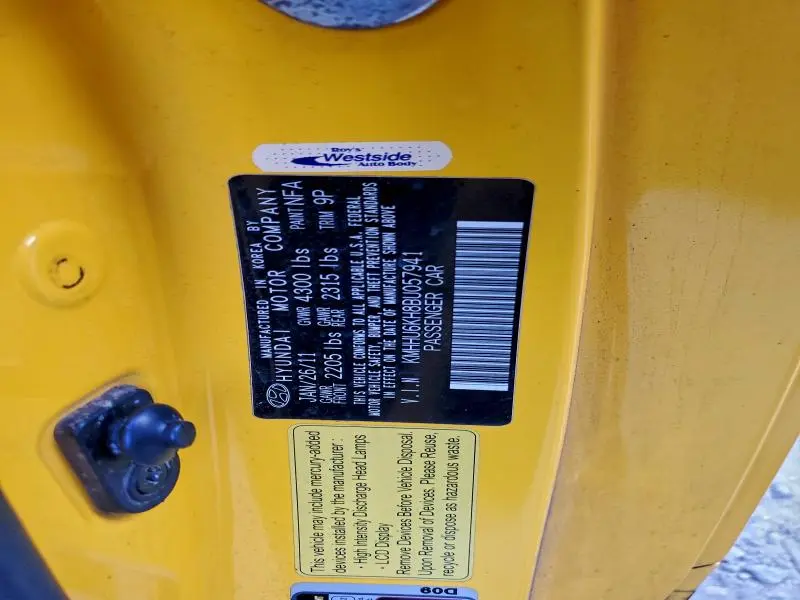 Roy's
Westside
Auto Body
MANUFACTURED IN KOREA BY
HYUNDAI MOTOR COMPANY
JAN/26/11 GVWR 4300 lbs PAINT NFA
GAWR FRONT 2205 lbs GAWR REAR 2315 lbs TRIM 9P
THIS VEHICLE CONFORMS TO ALL APPLICABLE U.S.A. FEDERAL
MOTOR VEHICLE SAFETY, BUMPER, AND THEFT PREVENTION STANDARDS
IN EFFECT ON THE DATE OF MANUFACTURE SHOWN ABOVE
V.I.N KMHHU6KH8BU057941
PASSENGER CAR
This vehicle may include mercury-added
devices installed by the manufacturer :
· High Intensity Discharge Head Lamps
· LCD Display
Remove Devices Before Vehicle Disposal.
Upon Removal of Devices. Please Reuse,
recycle or dispose as hazardous waste.
D09